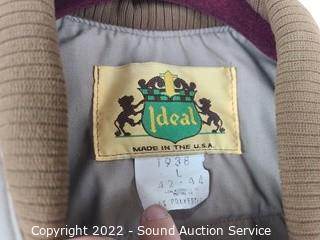 Ideal
MADE IN THE U.S.A.
1938
L
42-44
Copyright 2022 - Sound Auction Service